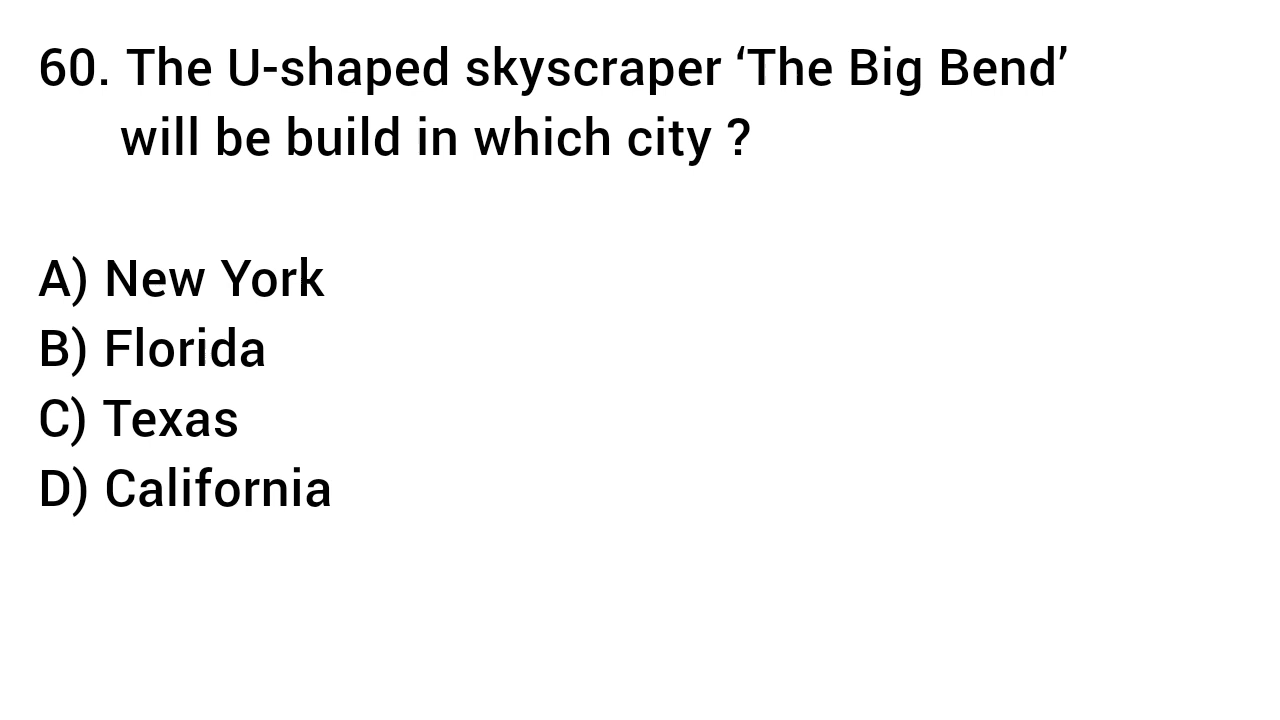 60. The U-shaped skyscraper ‘The Big Bend’
will be build in which city ?
A) New York
B) Florida
C) Texas
D) California